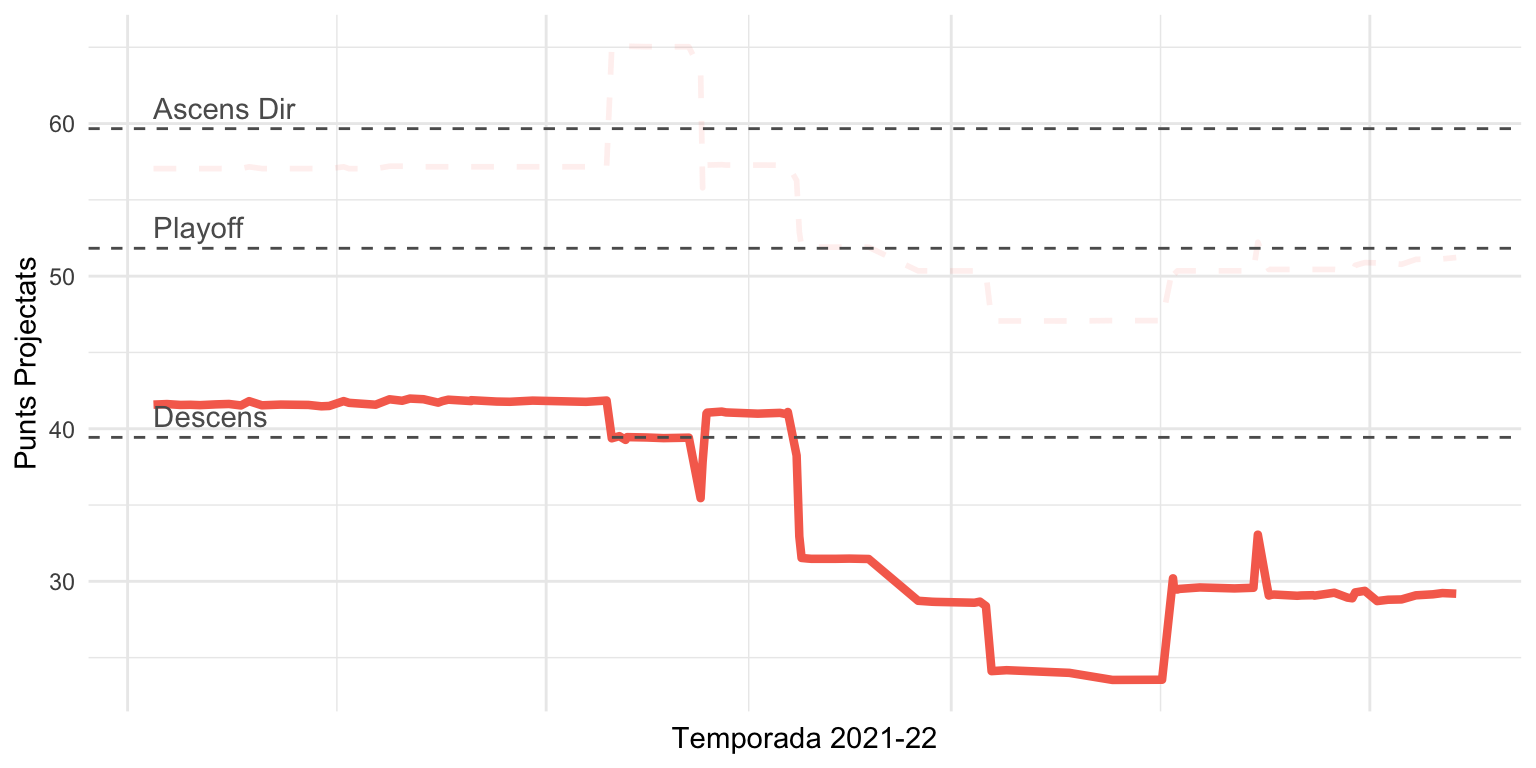 Ascens Dir
60
Playoff
50
Descens
40
30
Punts Projectats
Temporada 2021-22